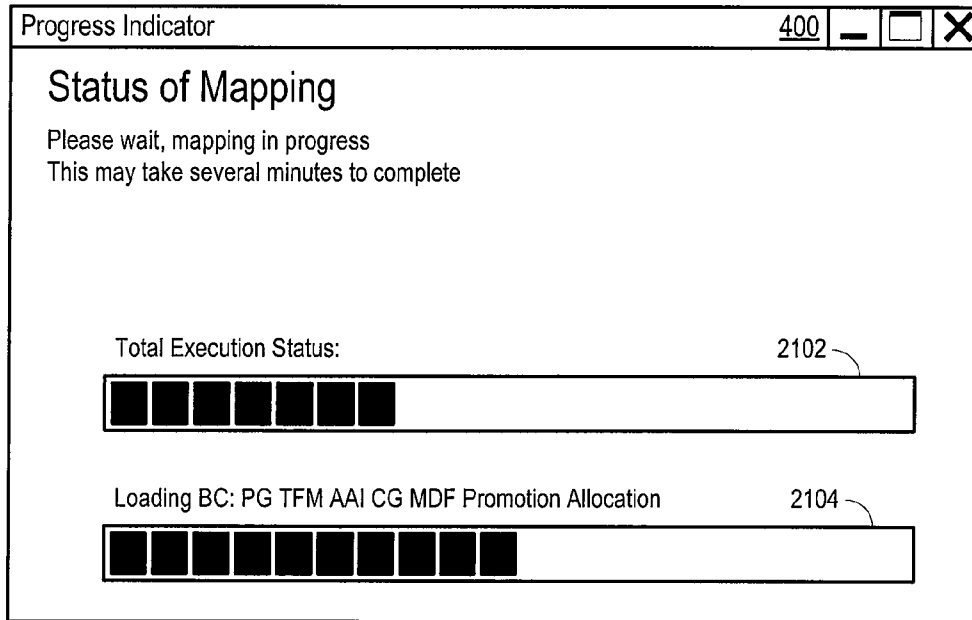 Progress Indicator 400
Status of Mapping
Please wait, mapping in progress
This may take several minutes to complete
Total Execution Status: 2102
Loading BC: PG TFM AAI CG MDF Promotion Allocation 2104